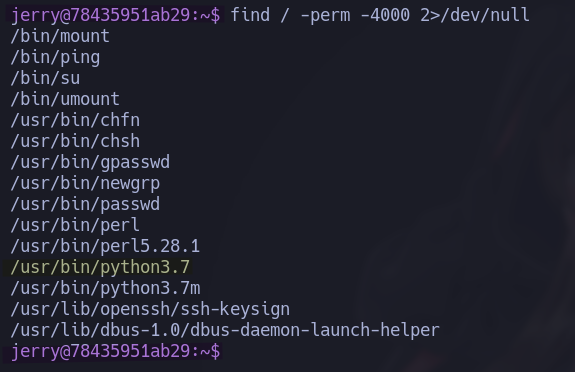 jerry@78435951ab29:~$ find / -perm -4000 2>/dev/null
/bin/mount
/bin/ping
/bin/su
/bin/umount
/usr/bin/chfn
/usr/bin/chsh
/usr/bin/gpasswd
/usr/bin/newgrp
/usr/bin/passwd
/usr/bin/perl
/usr/bin/perl5.28.1
/usr/bin/python3.7
/usr/bin/python3.7m
/usr/lib/openssh/ssh-keysign
/usr/lib/dbus-1.0/dbus-daemon-launch-helper
jerry@78435951ab29:~$